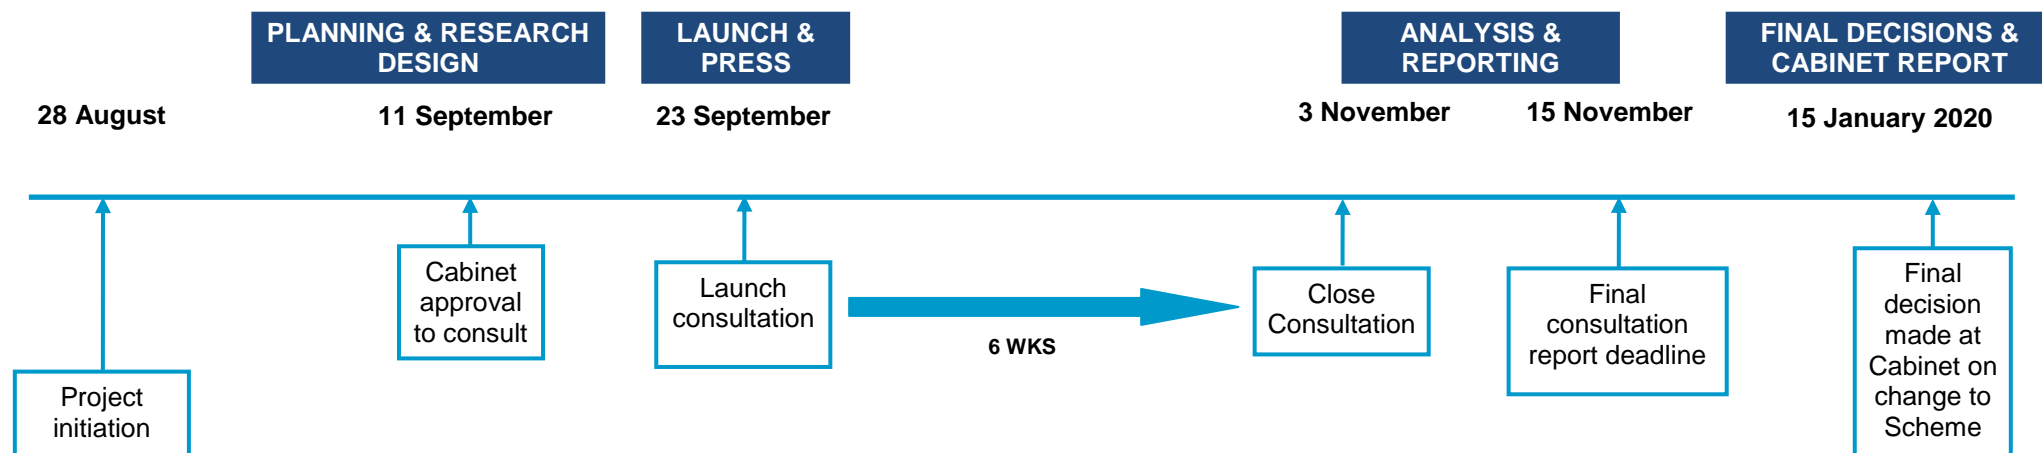 PLANNING & RESEARCH
DESIGN
LAUNCH &
PRESS
ANALYSIS &
REPORTING
FINAL DECISIONS &
CABINET REPORT
28 August
11 September
23 September
3 November
15 November
15 January 2020
Project
initiation
Cabinet
approval
to consult
Launch
consultation
6 WKS
Close
Consultation
Final
consultation
report deadline
Final
decision
made at
Cabinet on
change to
Scheme